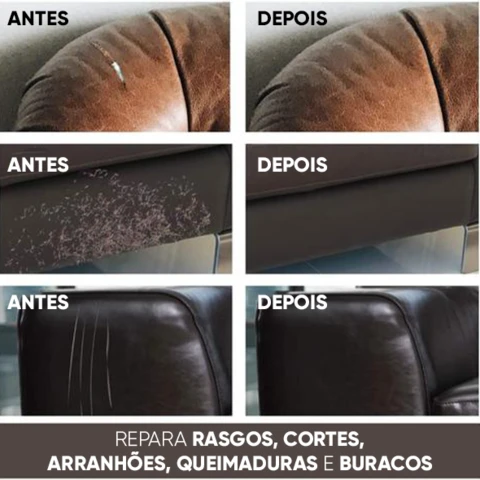 ANTES
DEPOIS
ANTES
DEPOIS
ANTES
DEPOIS
REPARA RASGOS, CORTES,
ARRANHÕES, QUEIMADURAS E BURACOS